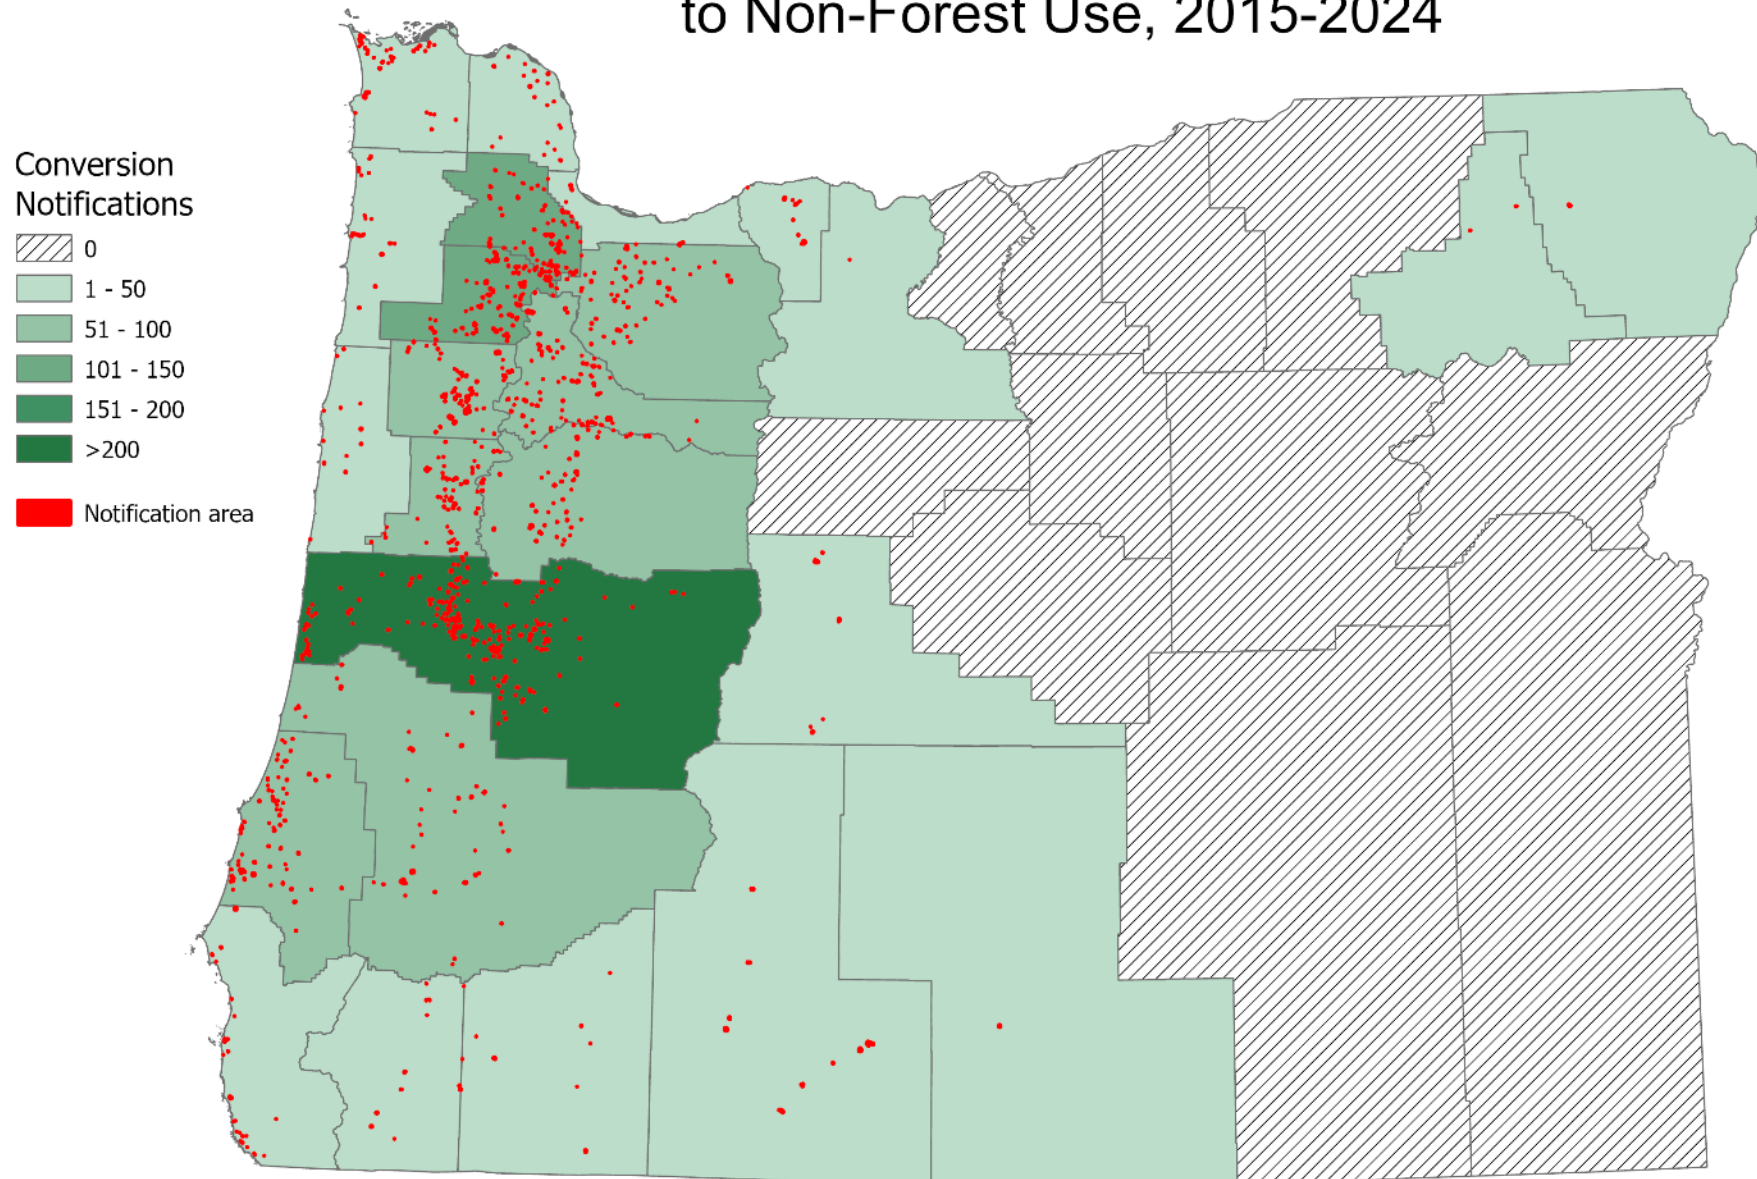 to Non-Forest Use, 2015-2024
Conversion
Notifications
0
1 - 50
51 - 100
101 - 150
151 - 200
>200
Notification area